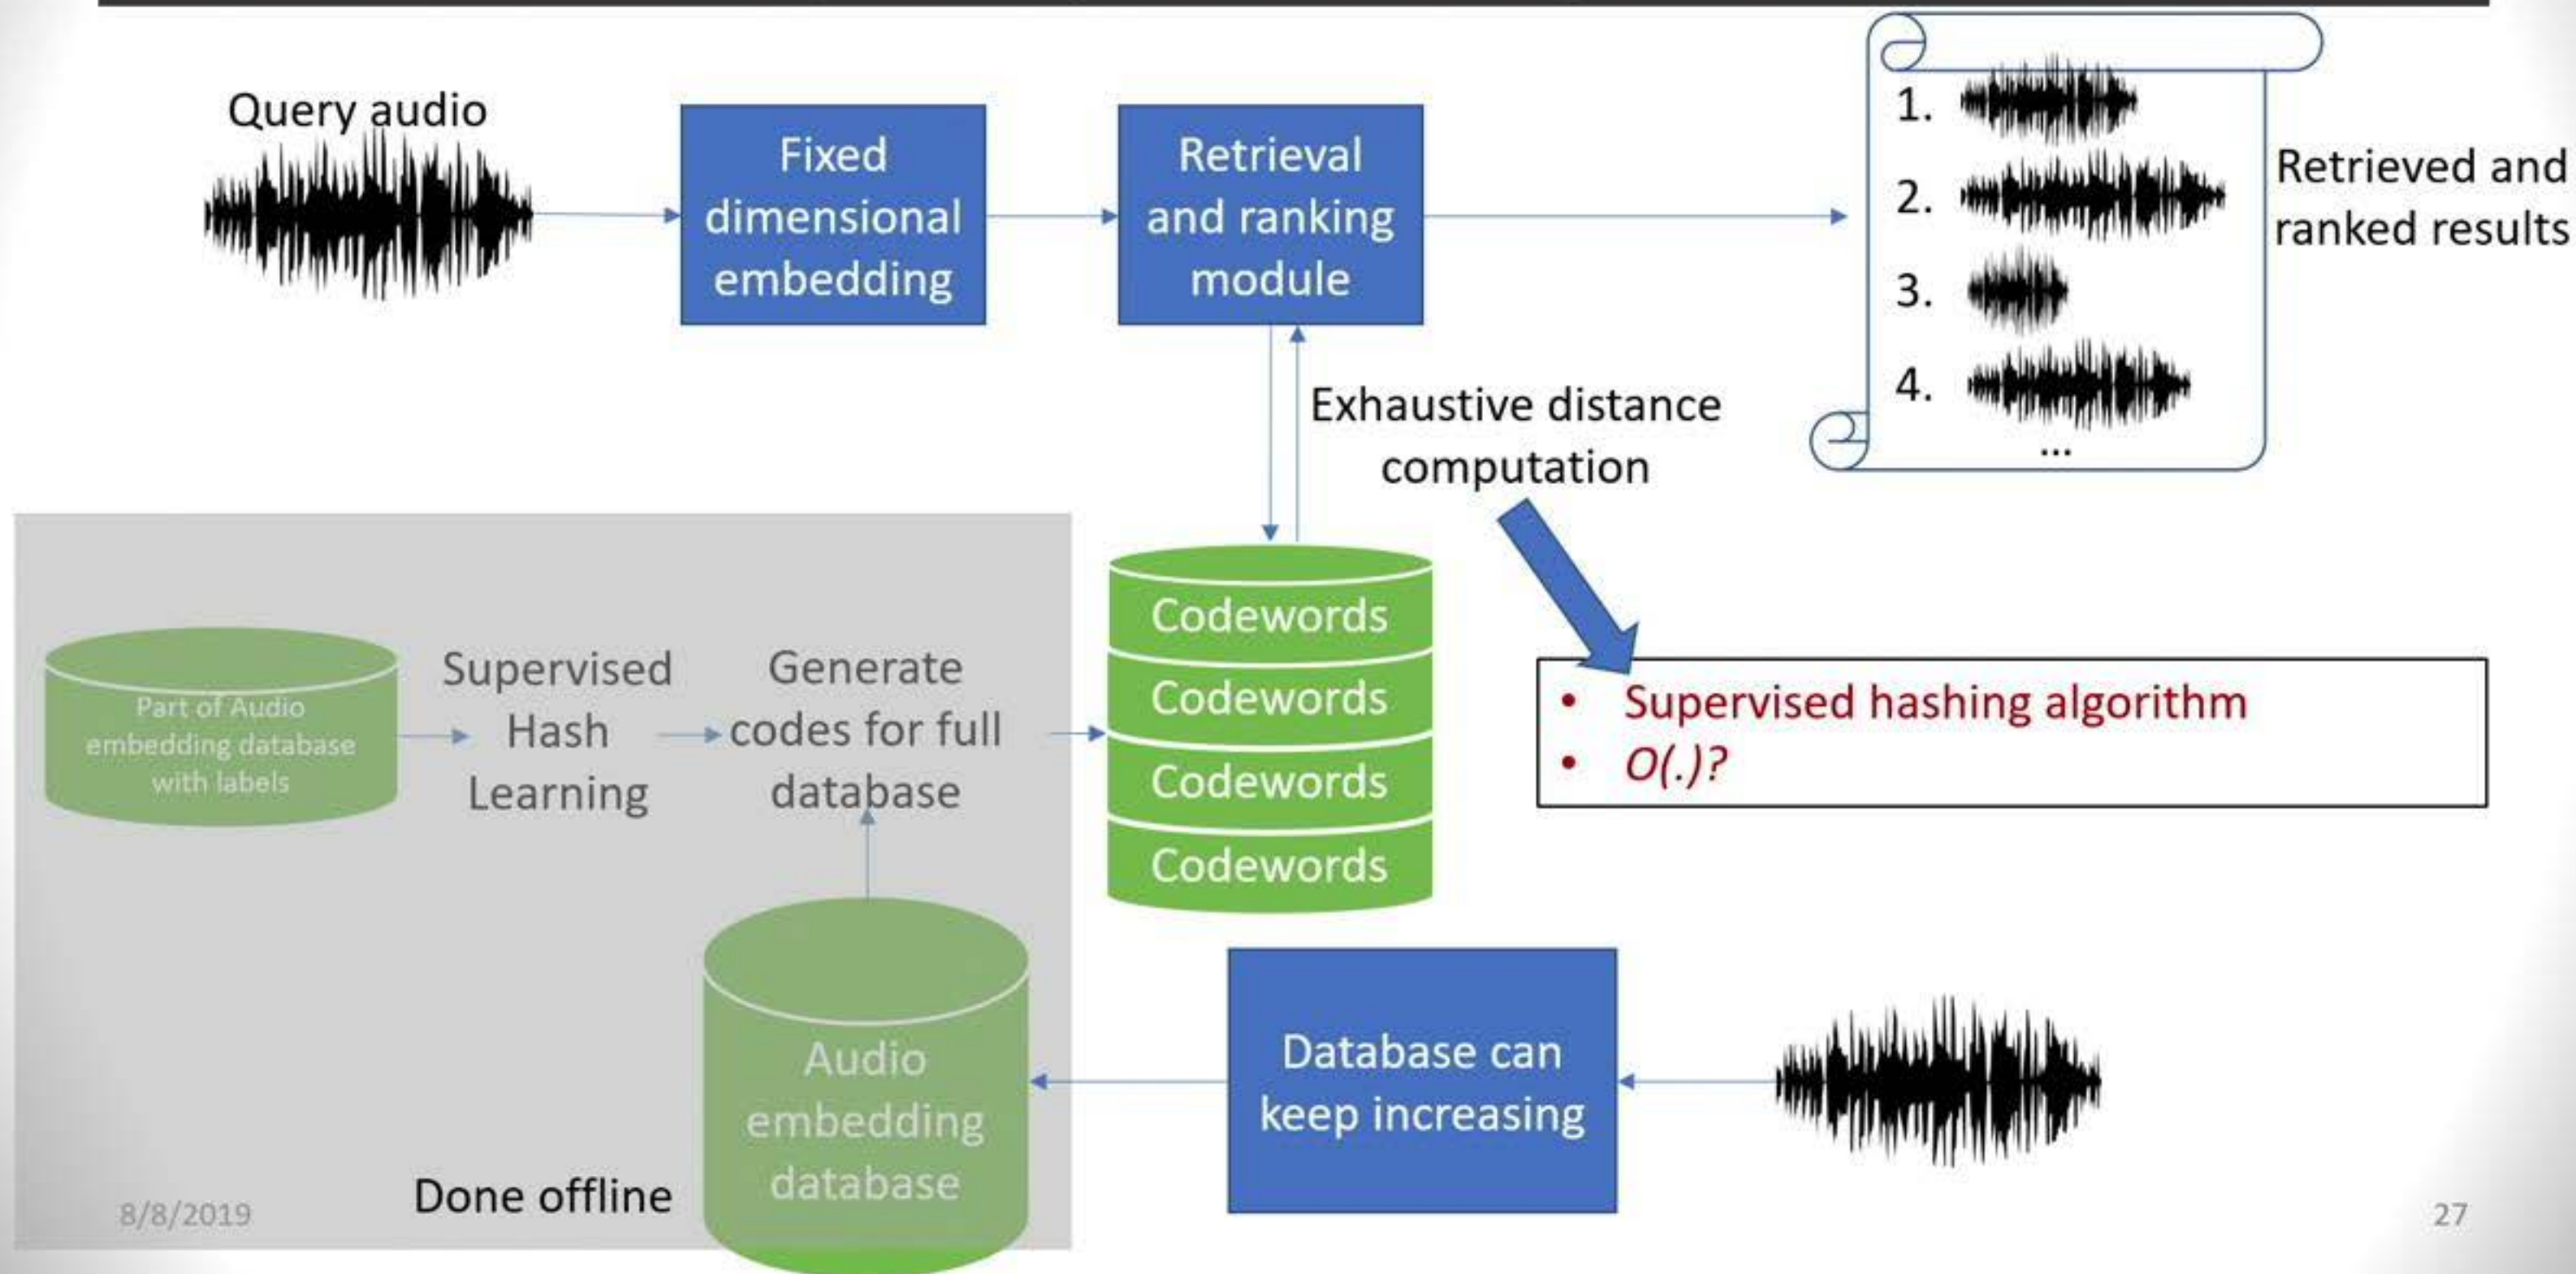 Query audio
Fixed
dimensional
embedding
Retrieval
and ranking
module
1.
2.
3.
4.
...
Retrieved and
ranked results
Exhaustive distance
computation
Part of Audio
embedding database
with labels
Supervised
Hash
Learning
Generate
codes for full
database
Codewords
Codewords
Codewords
Codewords
• Supervised hashing algorithm
• O(.)?
Audio
embedding
database
Database can
keep increasing
Done offline
8/8/2019
27